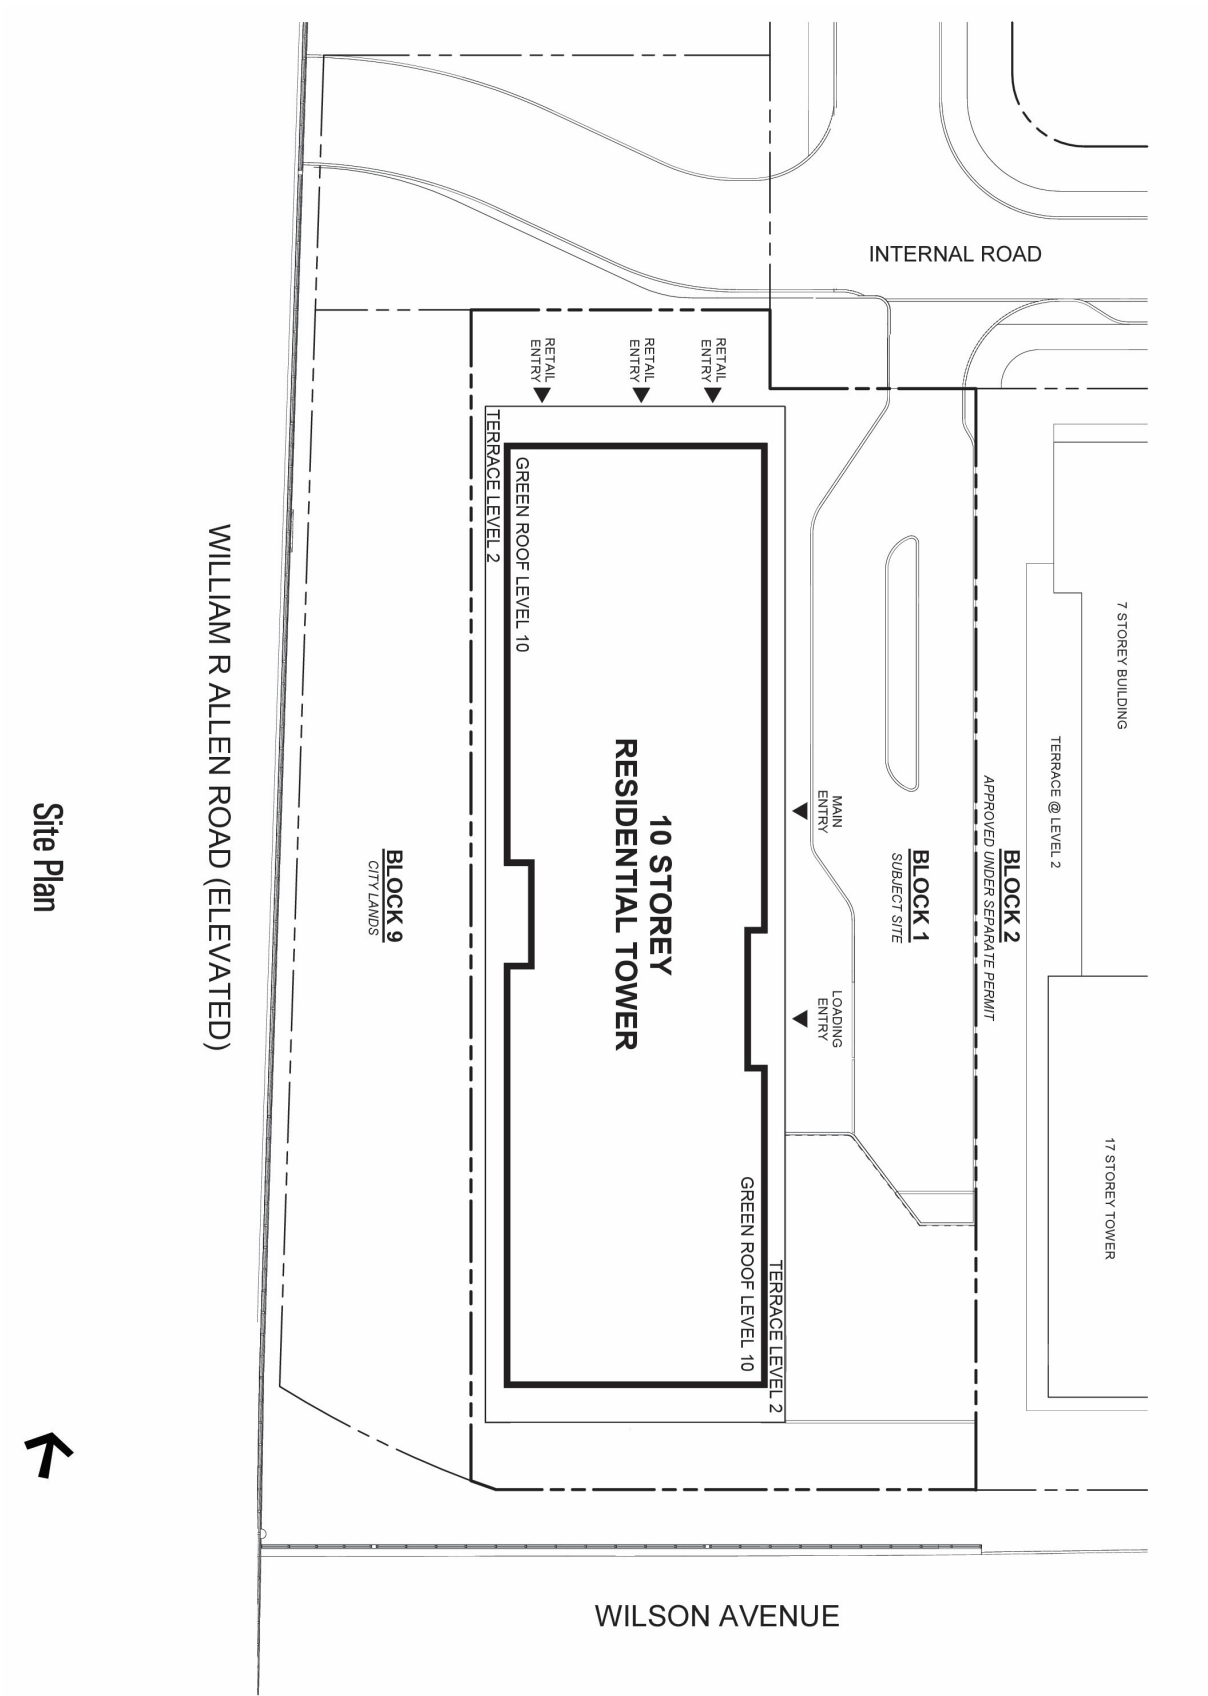 INTERNAL ROAD
RETAIL
ENTRY
RETAIL
ENTRY
RETAIL
ENTRY
TERRACE LEVEL 2
GREEN ROOF LEVEL 10
10 STOREY
RESIDENTIAL TOWER
MAIN
ENTRY
LOADING
ENTRY
BLOCK 1
SUBJECT SITE
BLOCK 2
APPROVED UNDER SEPARATE PERMIT
TERRACE @ LEVEL 2
7 STOREY BUILDING
17 STOREY TOWER
GREEN ROOF LEVEL 10
TERRACE LEVEL 2
BLOCK 9
CITY LANDS
WILLIAM R ALLEN ROAD (ELEVATED)
WILSON AVENUE
Site Plan